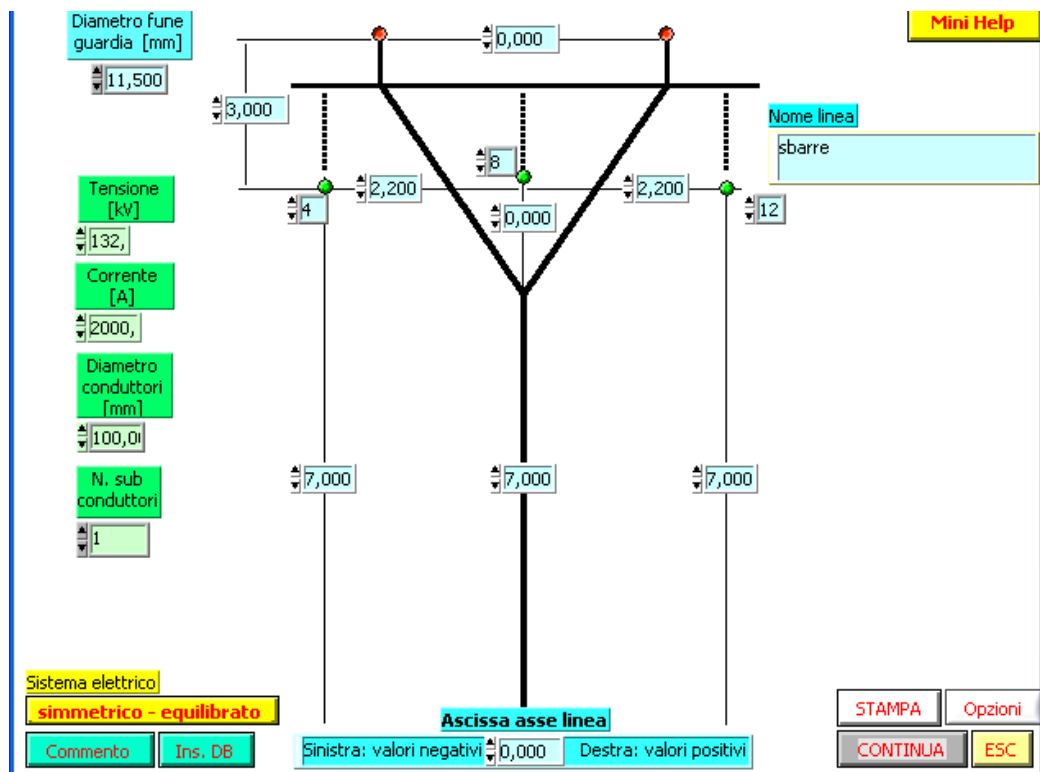 Diametro fune
guardia [mm]
11,500
0,000
Mini Help
3,000
Nome linea
sbarre
8
2,200
2,200
4
12
0,000
Tensione
[kV]
132,
Corrente
[A]
2000,
Diametro
conduttori
[mm]
100,0
N. sub
conduttori
1
7,000
7,000
7,000
Sistema elettrico
simmetrico - equilibrato
Commento
Ins. DB
Ascissa asse linea
Sinistra: valori negativi
0,000
Destra: valori positivi
STAMPA
Opzioni
CONTINUA
ESC